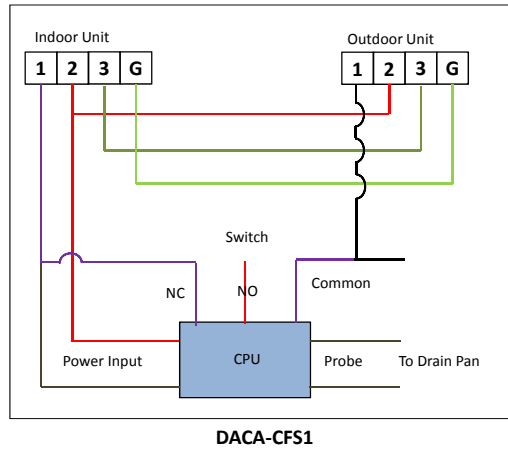 Indoor Unit
Outdoor Unit
1 2 3 G
1 2 3 G
Switch
NC
NO
Common
Power Input
CPU
Probe
To Drain Pan
DACA-CFS1